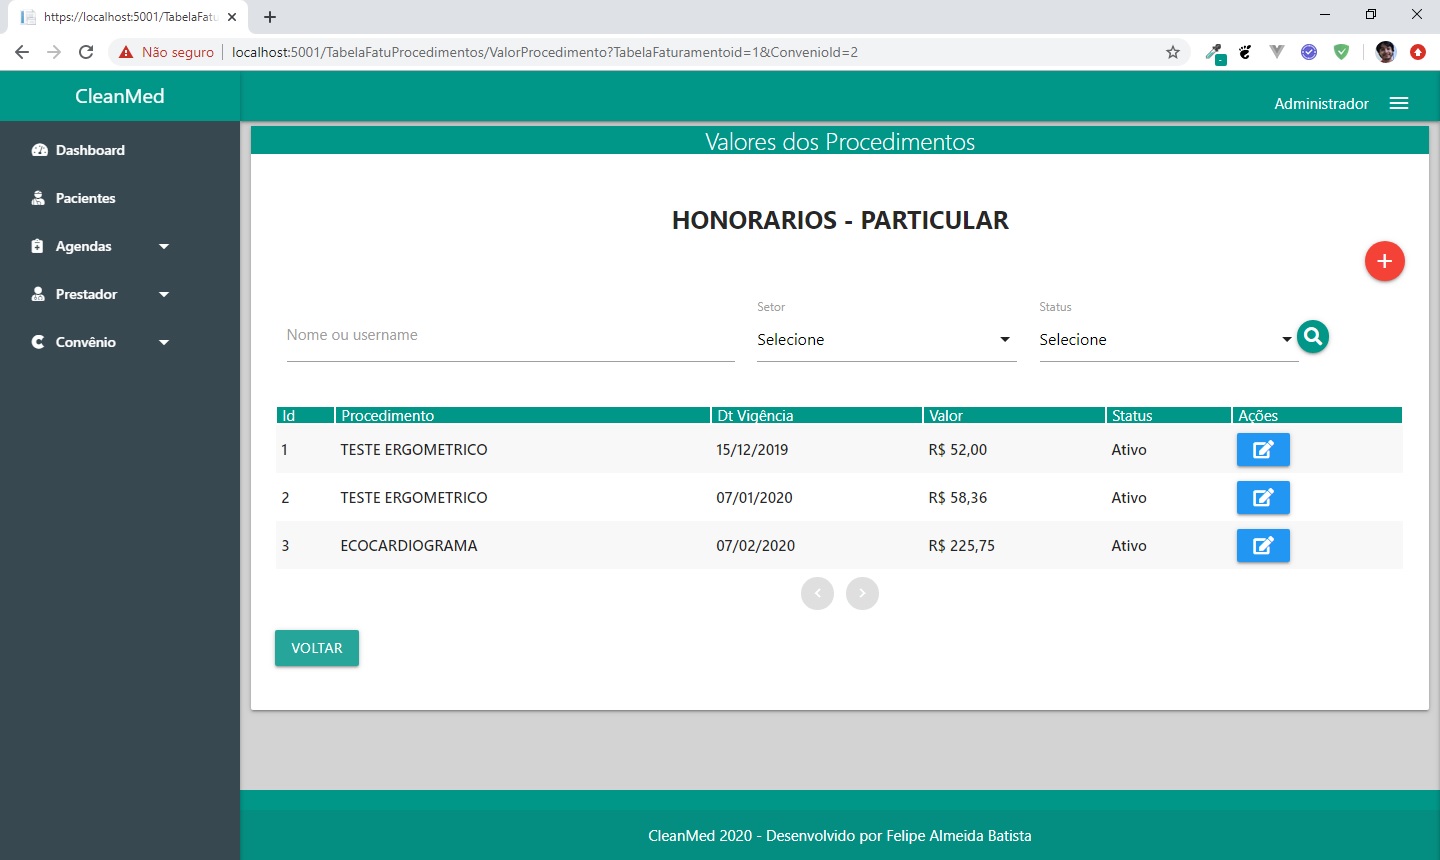 https://localhost:5001/TabelaFatu
Não seguro
localhost:5001/TabelaFatuProcedimentos/ValorProcedimento?TabelaFaturamentoid=1&ConvenioId=2
CleanMed
Administrador
Dashboard
Pacientes
Agendas
Prestador
Convênio
Valores dos Procedimentos
HONORARIOS - PARTICULAR
Nome ou username
Setor
Selecione
Status
Selecione
Id Procedimento Dt Vigência Valor Status Ações
1 TESTE ERGOMETRICO 15/12/2019 R$ 52,00 Ativo
2 TESTE ERGOMETRICO 07/01/2020 R$ 58,36 Ativo
3 ECOCARDIOGRAMA 07/02/2020 R$ 225,75 Ativo
VOLTAR
CleanMed 2020 - Desenvolvido por Felipe Almeida Batista